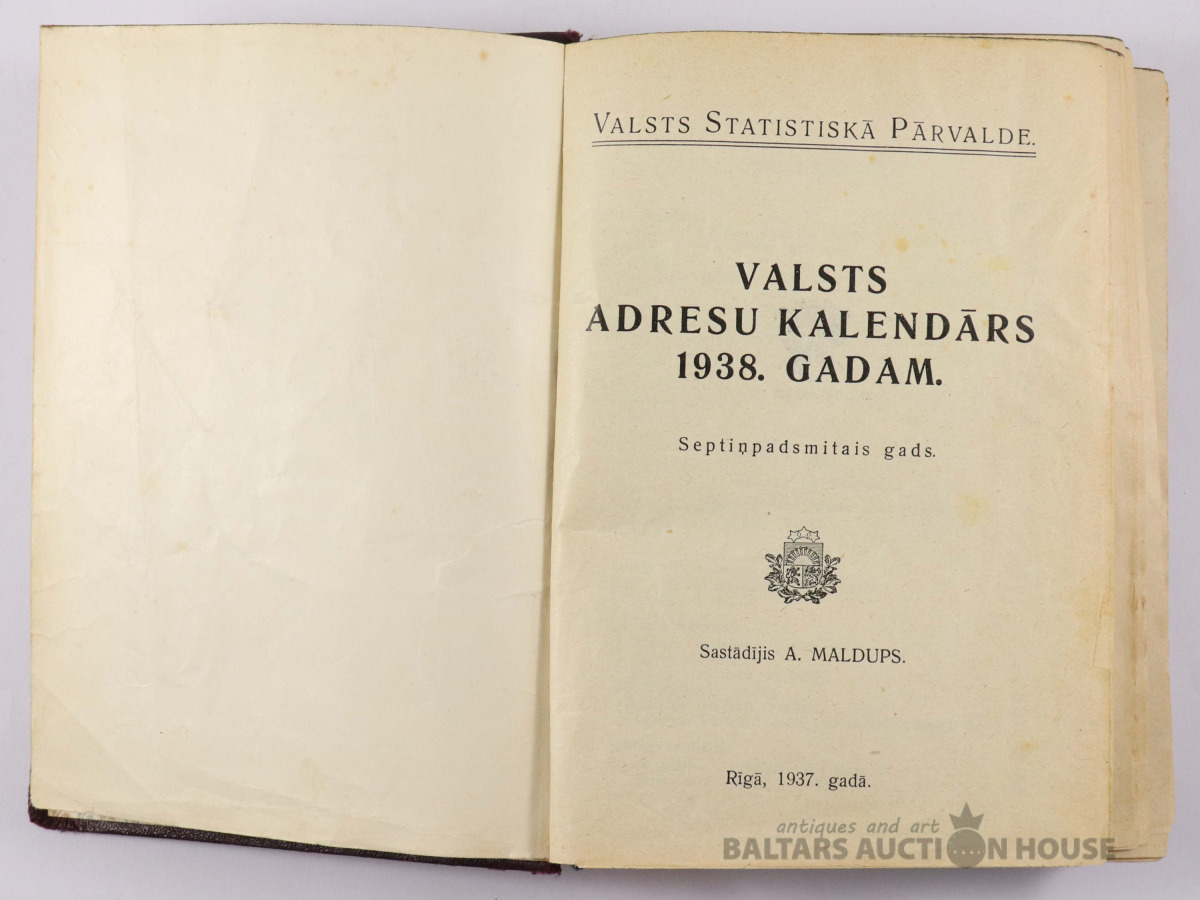 VALSTS STATISTISKĀ PĀRVALDE.
VALSTS
ADRESU KALENDĀRS
1938. GADAM.
Septiņpadsmitais gads.
Sastādījis A. MALDUPS.
Rīgā, 1937. gadā.
antiques and art
BALTARS AUCTION HOUSE